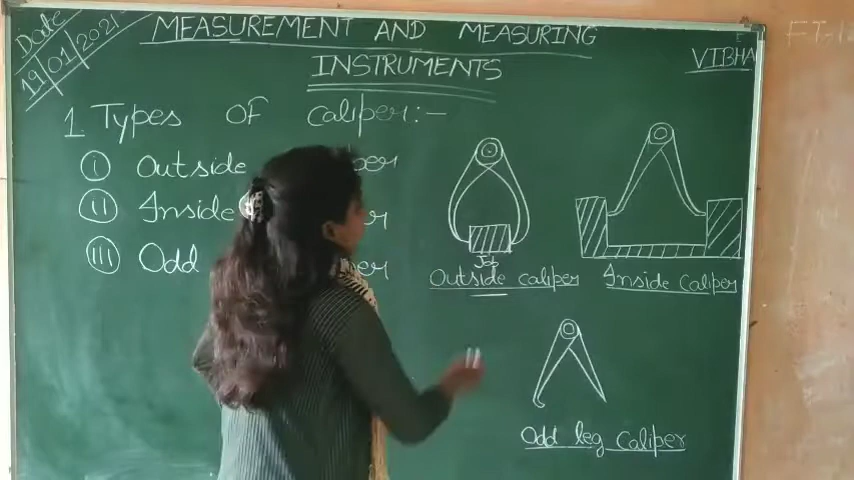 Date
19/01/2021
MEASUREMENT AND MEASURING
INSTRUMENTS
VIBHA
1. Types OF caliper:-
(i) Outside
(ii) Inside
(iii) Odd
Job
Outside caliper
Inside caliper
Odd leg caliper